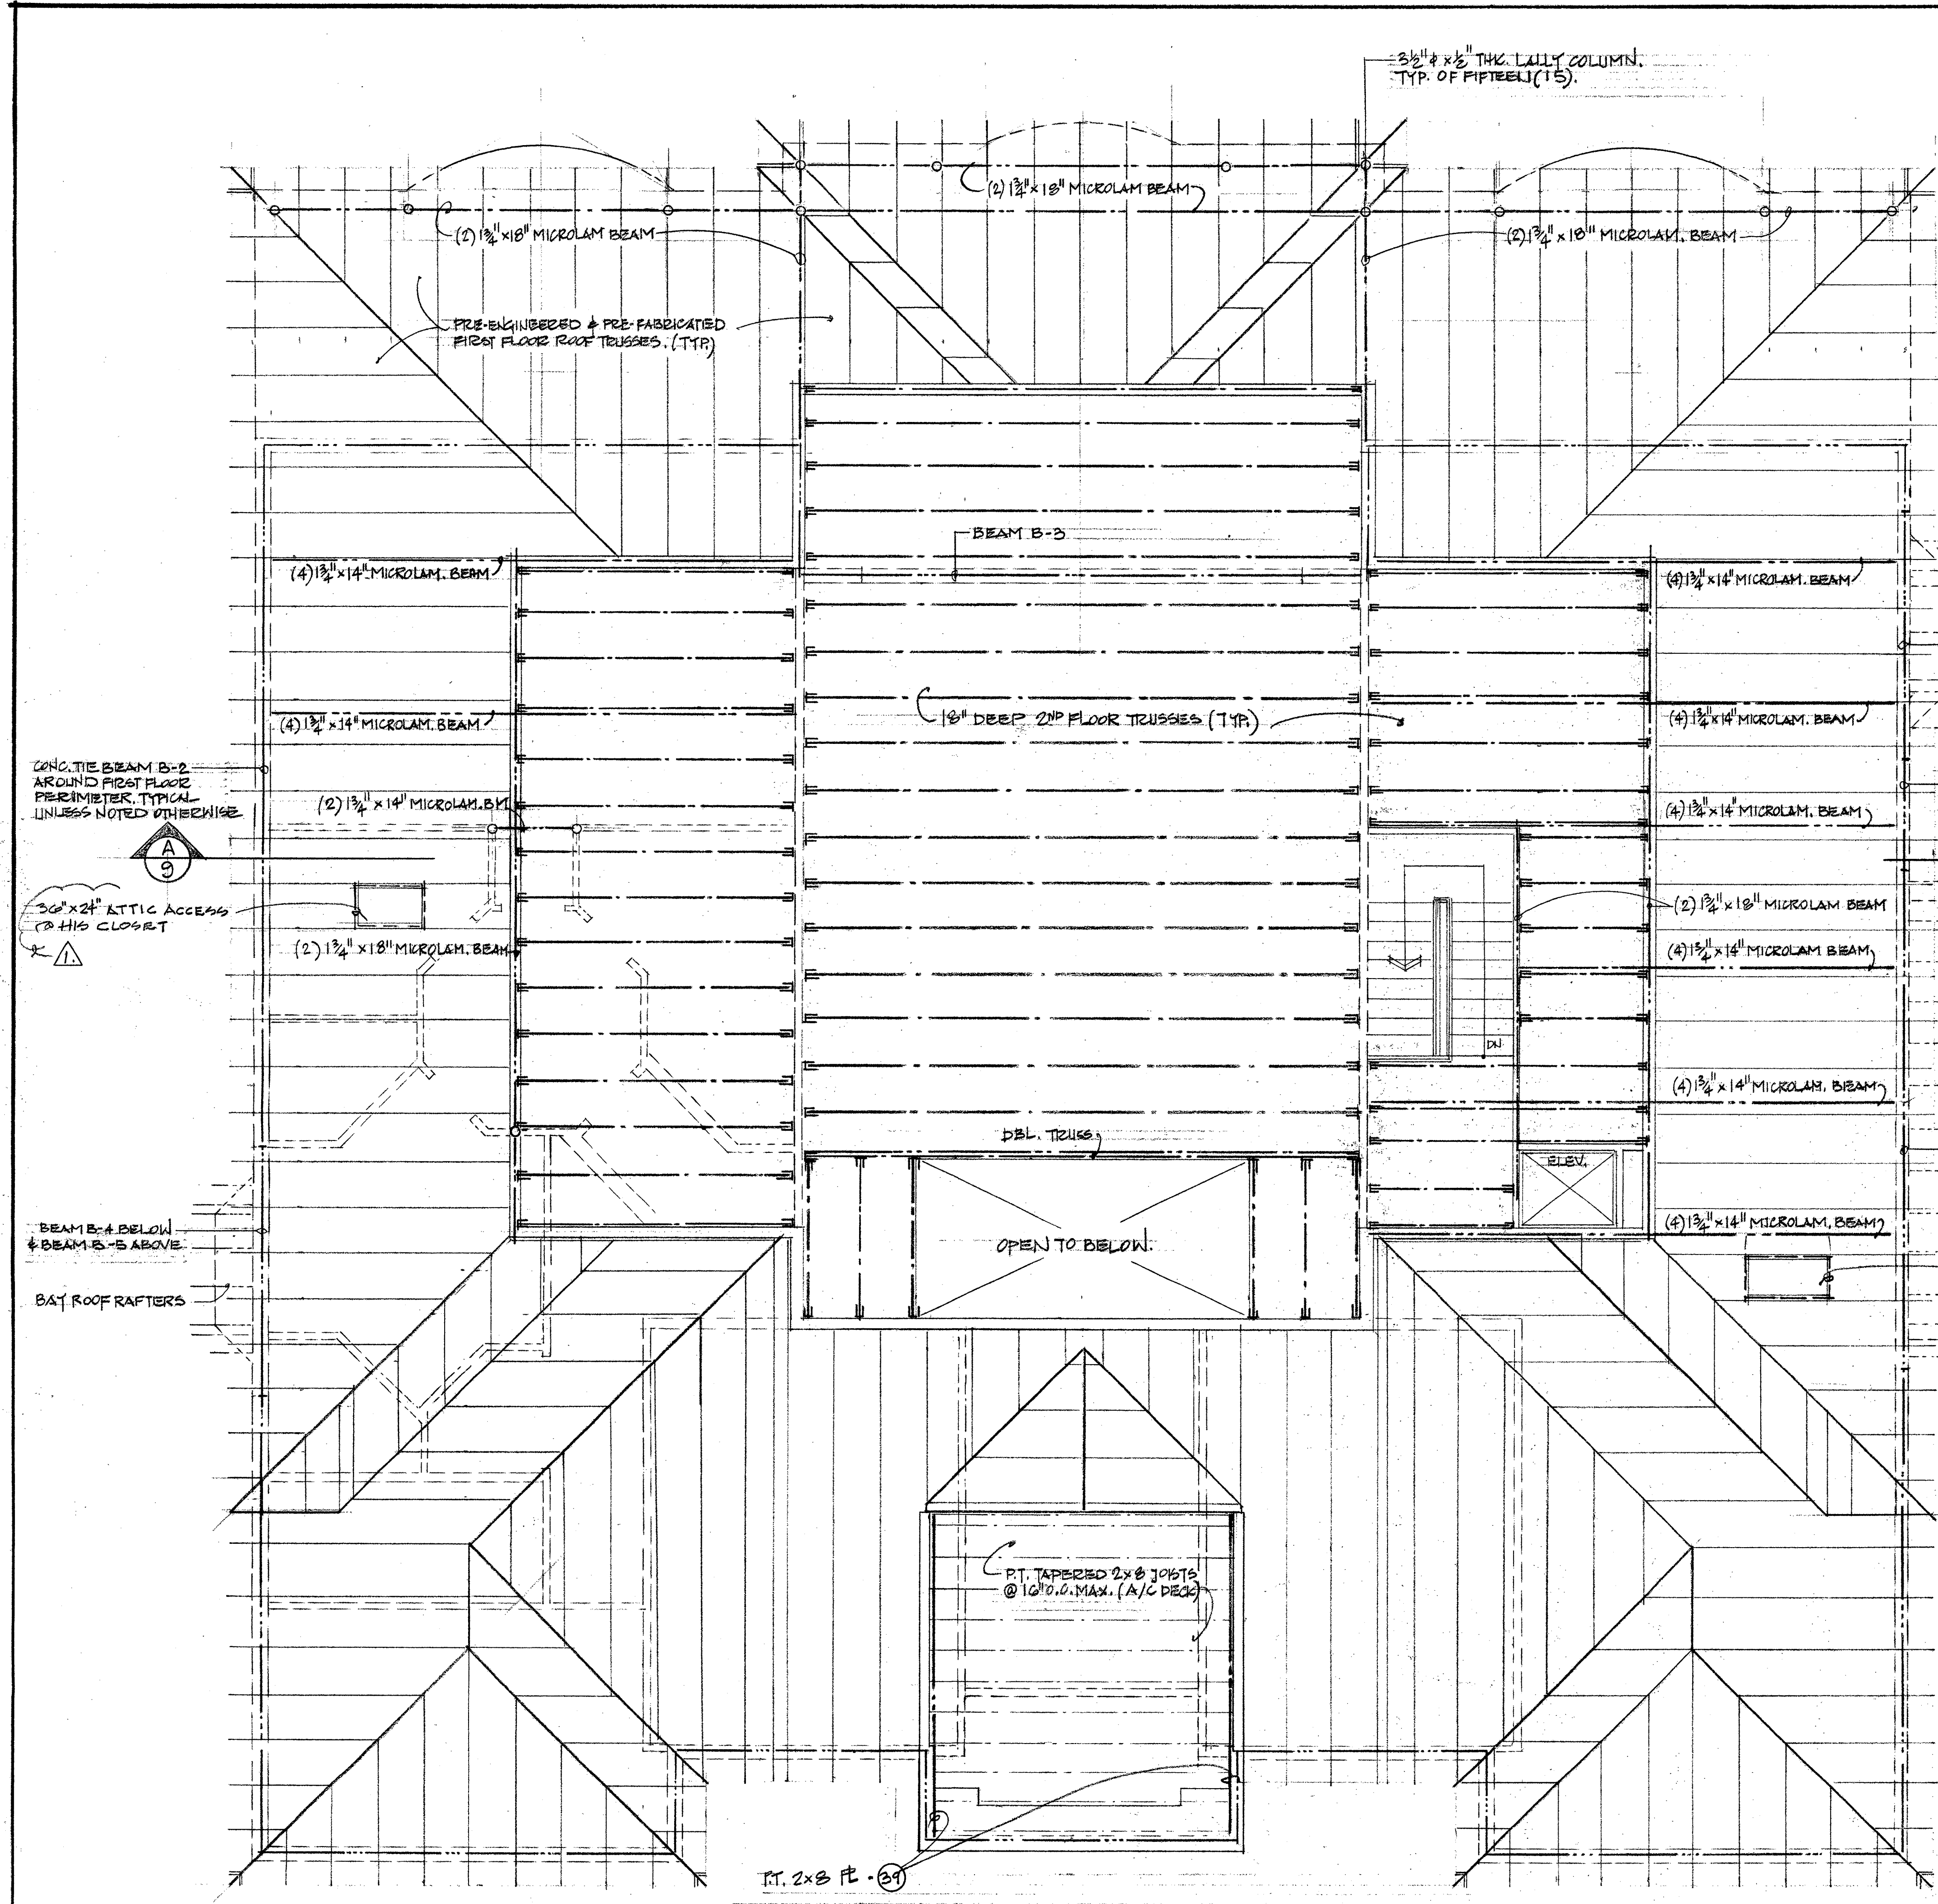 3½"ø x ½" THK. LALLY COLUMN.
TYP. OF FIFTEEN (15).
(2) 1¾" x 18" MICROLAM BEAM
(2) 1¾" x 18" MICROLAM BEAM
(2) 1¾" x 18" MICROLAM. BEAM
PRE-ENGINEERED & PRE-FABRICATED
FIRST FLOOR ROOF TRUSSES. (TYP.)
BEAM B-3
(4) 1¾" x 14" MICROLAM. BEAM
(4) 1¾" x 14" MICROLAM. BEAM
(4) 1¾" x 14" MICROLAM. BEAM
18" DEEP 2ND FLOOR TRUSSES (TYP.)
(4) 1¾" x 14" MICROLAM. BEAM
CONC. TIE BEAM B-2
AROUND FIRST FLOOR
PERIMETER. TYPICAL
UNLESS NOTED OTHERWISE
(2) 1¾" x 14" MICROLAM. BM
(4) 1¾" x 14" MICROLAM. BEAM
A
9
36" x 24" ATTIC ACCESS
@ HIS CLOSET
1.
(2) 1¾" x 18" MICROLAM BEAM
(2) 1¾" x 18" MICROLAM. BEAM
(4) 1¾" x 14" MICROLAM BEAM
DN
(4) 1¾" x 14" MICROLAM. BEAM
DBL. TRUSS
ELEV.
BEAM B-4 BELOW
& BEAM B-5 ABOVE
OPEN TO BELOW.
(4) 1¾" x 14" MICROLAM. BEAM
BAY ROOF RAFTERS
P.T. TAPERED 2x8 JOISTS
@ 16" O.C. MAX. (A/C DECK)
P.T. 2x8 PL - 39